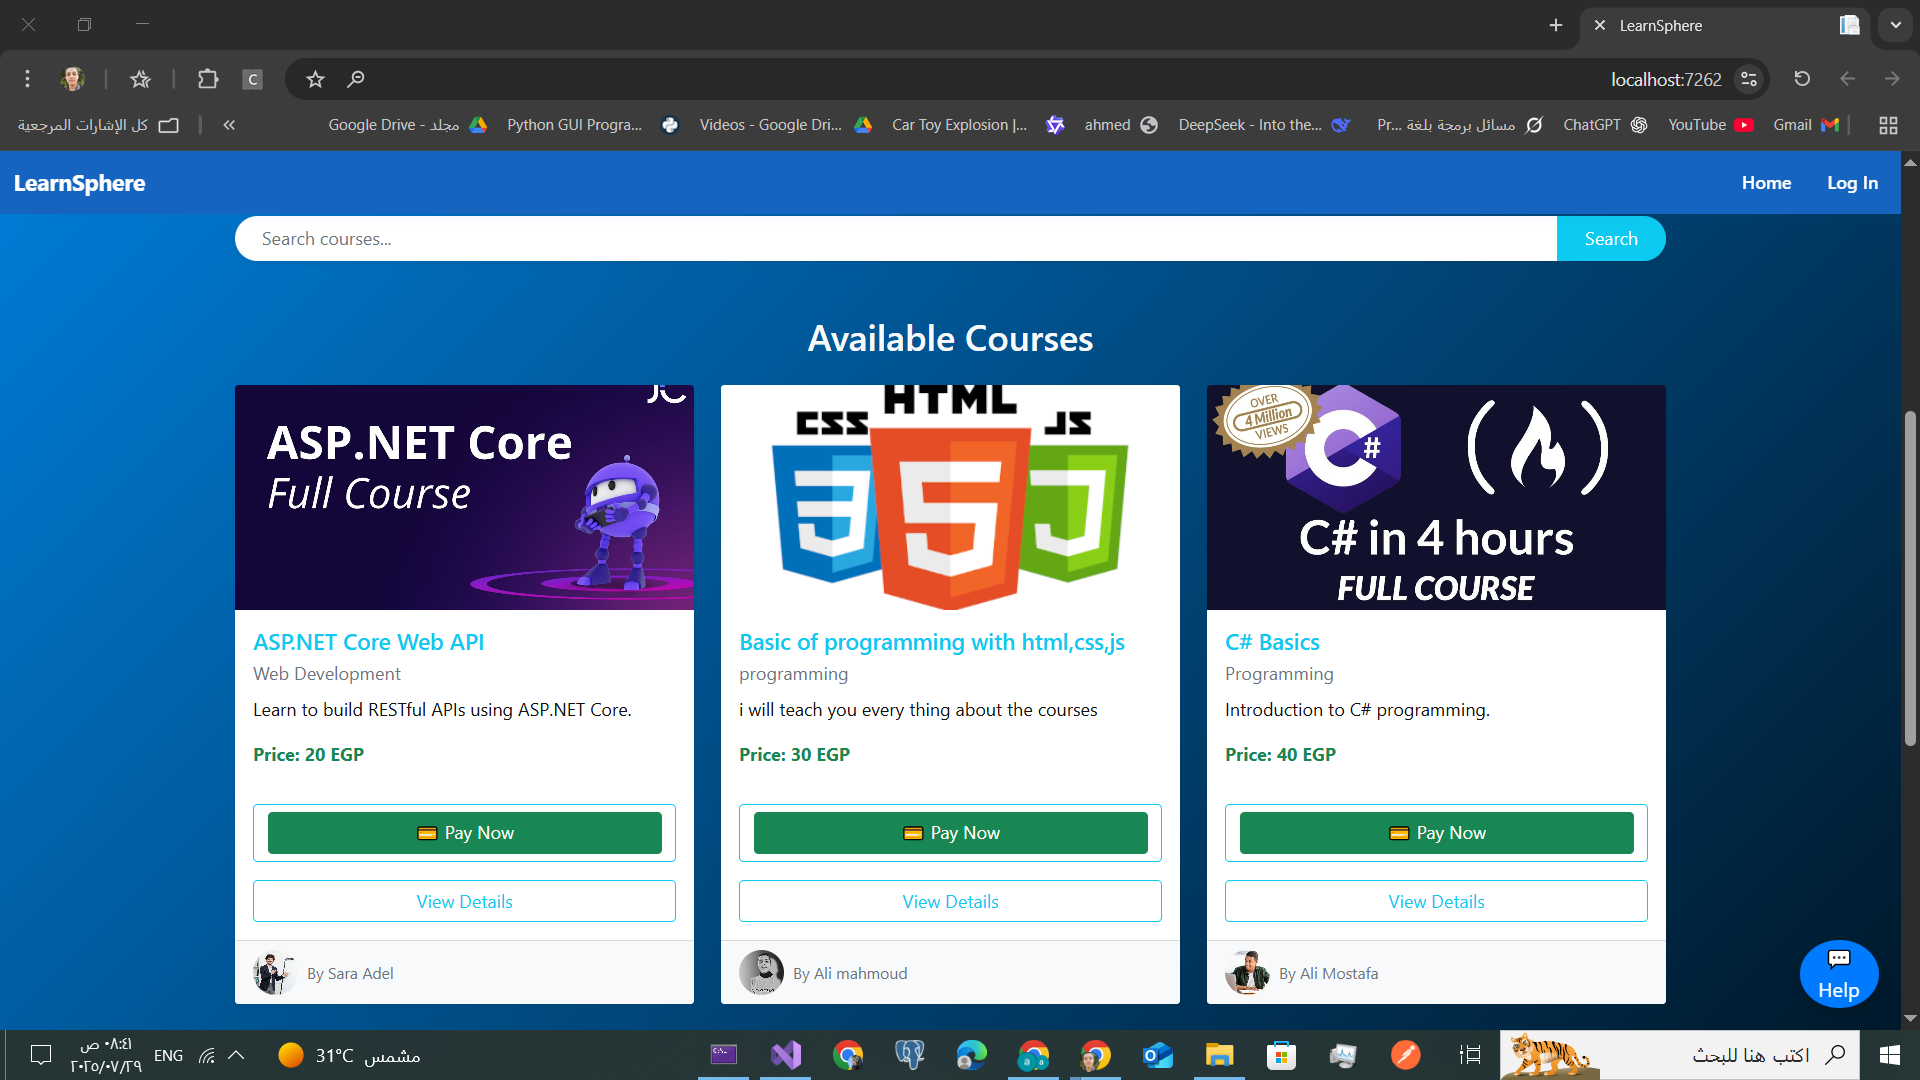 LearnSphere
localhost:7262
كل الإشارات المرجعية
مجلد - Google Drive
Python GUI Progra...
Videos - Google Dri...
Car Toy Explosion |...
ahmed
DeepSeek - Into the...
مسائل برمجة بلغة Pr...
ChatGPT
YouTube
Gmail
LearnSphere
Home
Log In
Search courses...
Search
Available Courses
ASP.NET Core
Full Course
CSS
HTML
JS
OVER
4 Million
VIEWS
C#
C# in 4 hours
FULL COURSE
ASP.NET Core Web API
Web Development
Learn to build RESTful APIs using ASP.NET Core.
Price: 20 EGP
Pay Now
View Details
By Sara Adel
Basic of programming with html,css,js
programming
i will teach you every thing about the courses
Price: 30 EGP
Pay Now
View Details
By Ali mahmoud
C# Basics
Programming
Introduction to C# programming.
Price: 40 EGP
Pay Now
View Details
By Ali Mostafa
Help
٠٨:٤١ ص
٢٠٢٥/٠٧/٢٩
ENG
31°C
مشمس
اكتب هنا للبحث